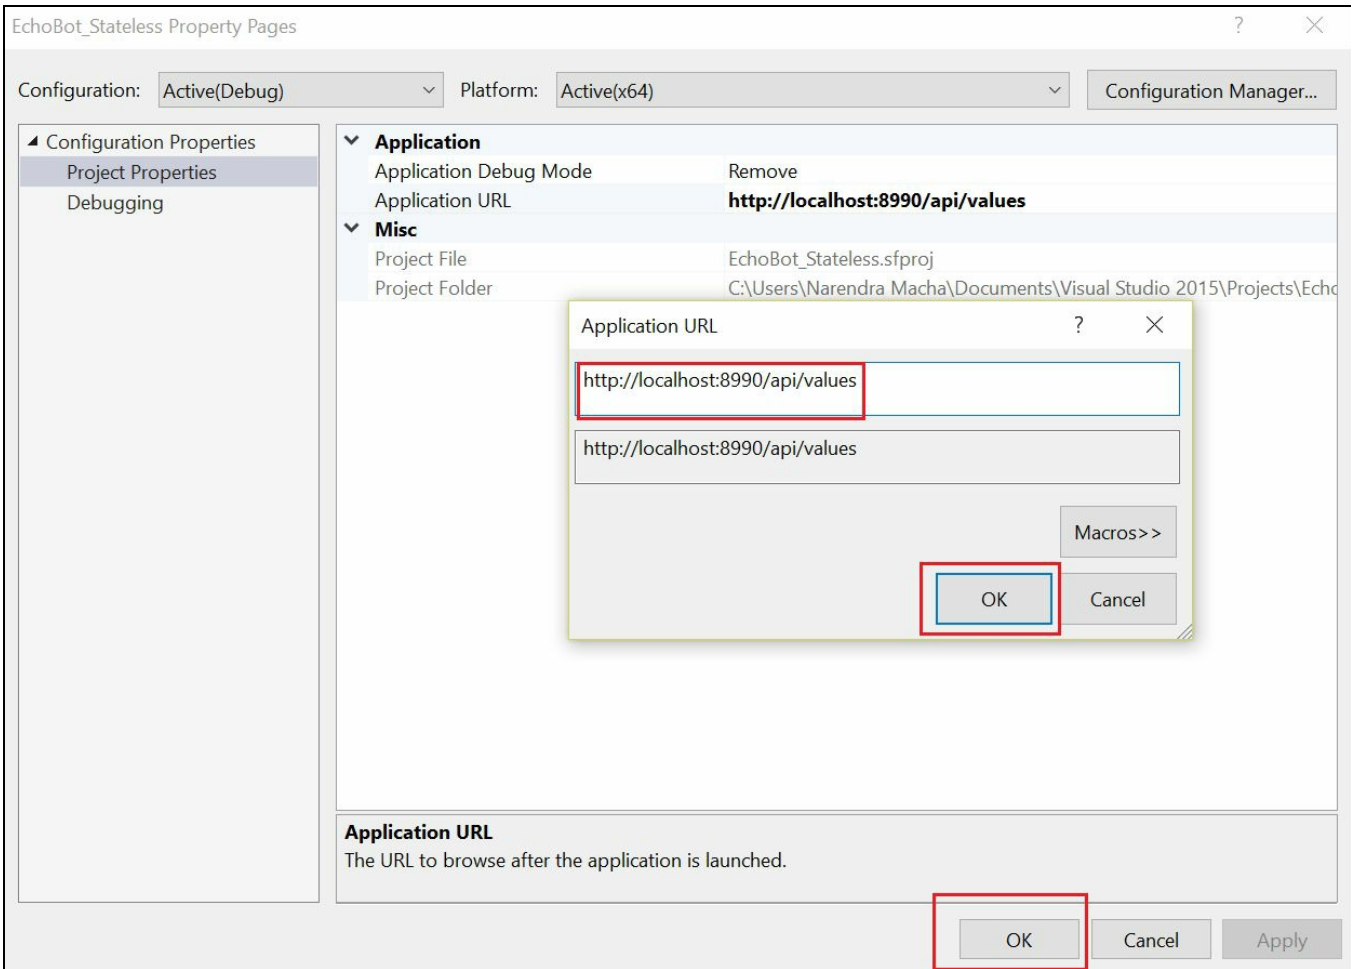 EchoBot_Stateless Property Pages ?
Configuration: Active(Debug) Platform: Active(x64) Configuration Manager...
Configuration Properties
Project Properties
Debugging
Application
Application Debug Mode Remove
Application URL http://localhost:8990/api/values
Misc
Project File EchoBot_Stateless.sfproj
Project Folder C:\Users\Narendra Macha\Documents\Visual Studio 2015\Projects\Echo
Application URL ?
http://localhost:8990/api/values
http://localhost:8990/api/values
Macros>>
OK Cancel
Application URL
The URL to browse after the application is launched.
OK Cancel Apply